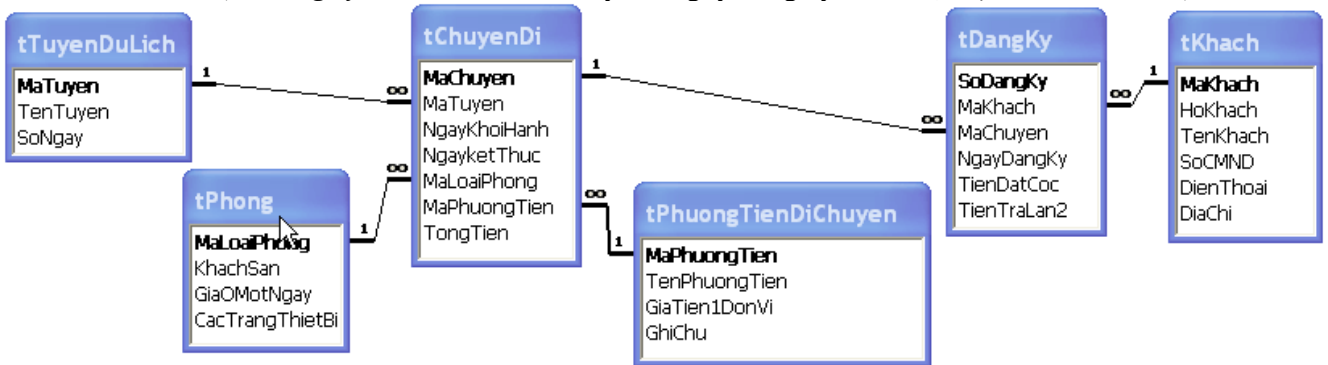 tTuyenDuLich
MaTuyen
TenTuyen
SoNgay
1
∞
tChuyenDi
MaChuyen
MaTuyen
NgayKhoiHanh
NgayketThuc
MaLoaiPhong
MaPhuongTien
TongTien
1
∞
tDangKy
SoDangKy
MaKhach
MaChuyen
NgayDangKy
TienDatCoc
TienTraLan2
∞
1
tKhach
MaKhach
HoKhach
TenKhach
SoCMND
DienThoai
DiaChi
tPhong
MaLoaiPhong
KhachSan
GiaOMotNgay
CacTrangThietBi
1
∞
∞
1
tPhuongTienDiChuyen
MaPhuongTien
TenPhuongTien
GiaTien1DonVi
GhiChu